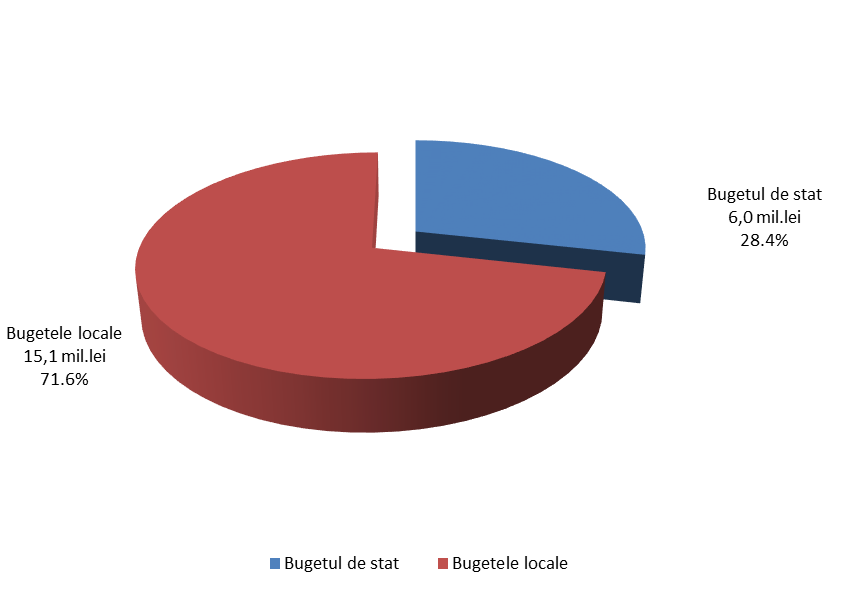 Bugetul de stat
6,0 mil.lei
28.4%
Bugetele locale
15,1 mil.lei
71.6%
Bugetul de stat
Bugetele locale